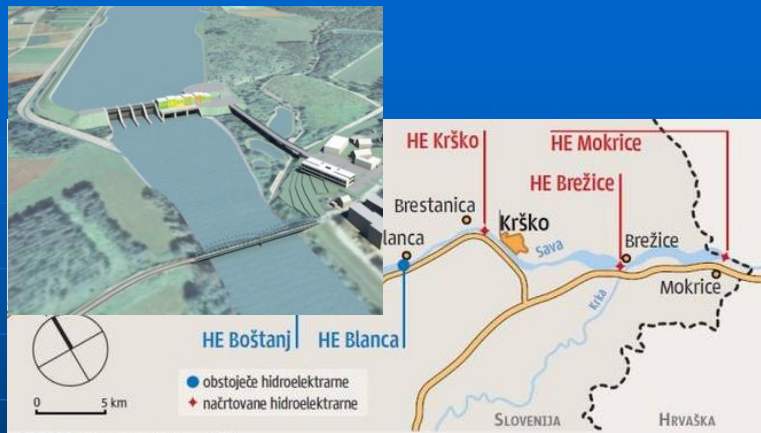 HE Krško
HE Mokrice
HE Brežice
Brestanica
Krško
lanca
Sava
Brežice
Mokrice
Krka
HE Boštanj
HE Blanca
obstoječe hidroelektrarne
načrtovane hidroelektrarne
0 5 km
SLOVENIJA
HRVAŠKA